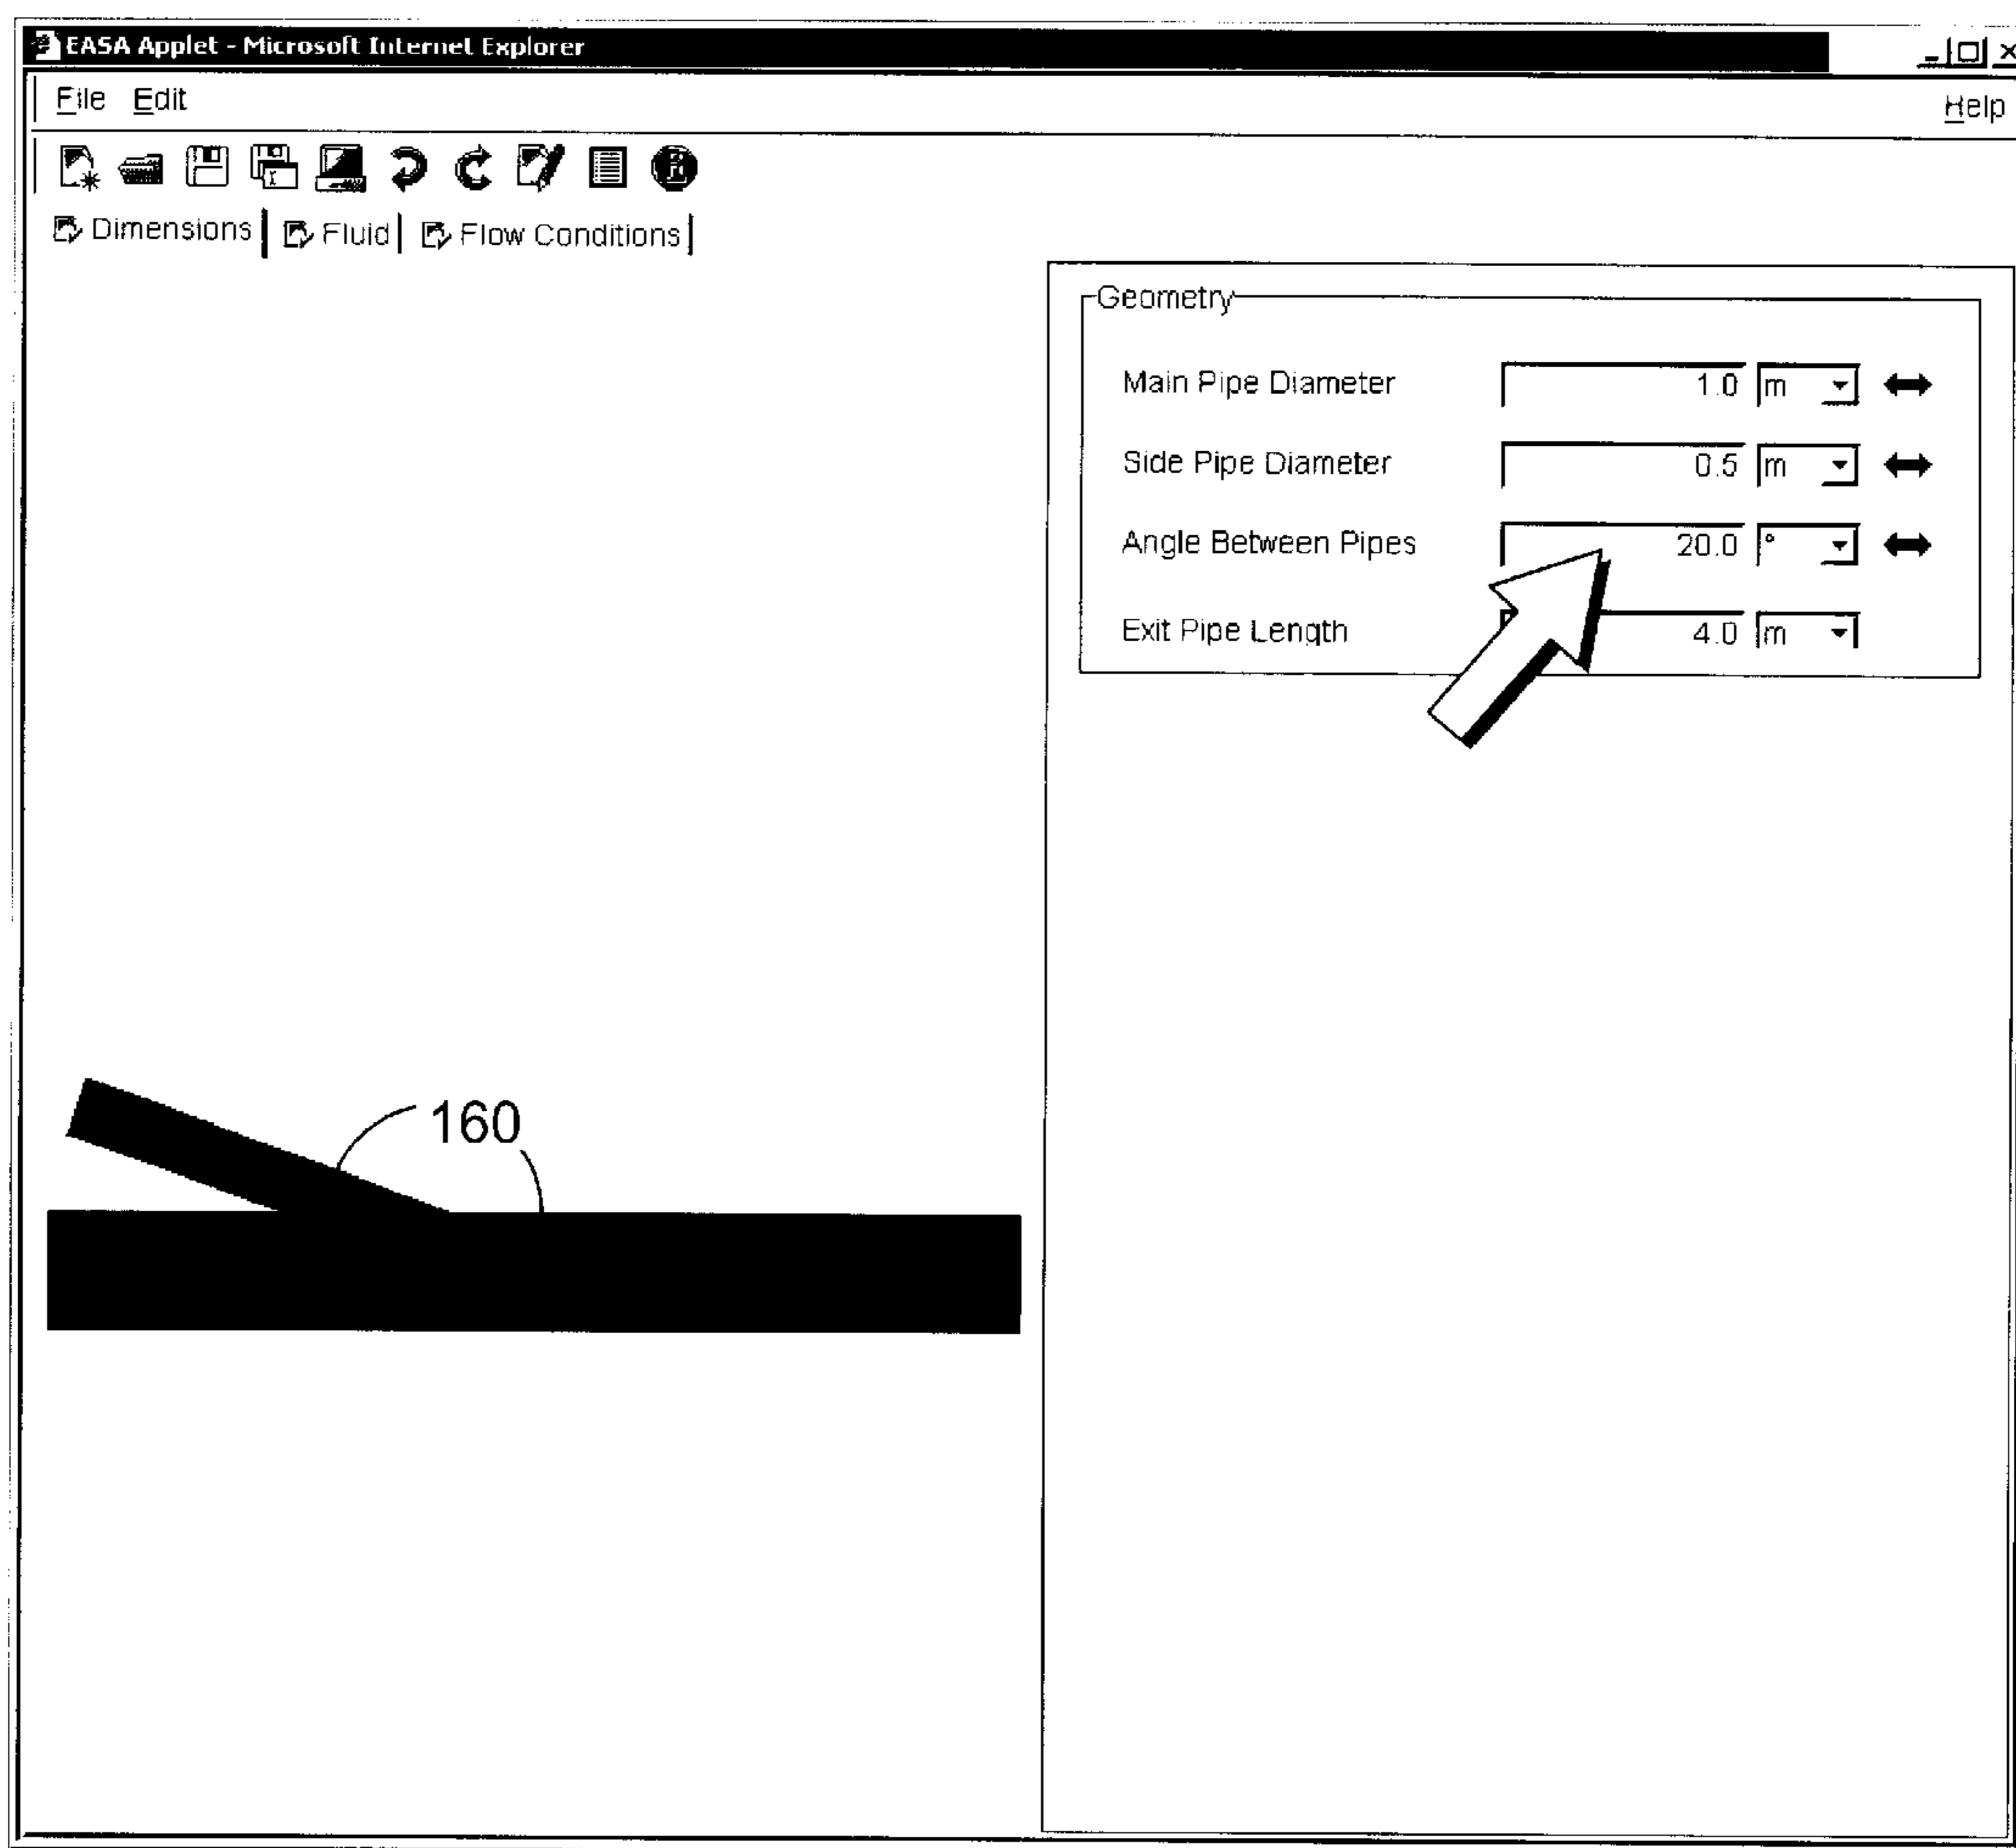 EASA Applet - Microsoft Internet Explorer
File Edit Help
Dimensions Fluid Flow Conditions
Geometry
Main Pipe Diameter 1.0 m
Side Pipe Diameter 0.5 m
Angle Between Pipes 20.0 °
Exit Pipe Length 4.0 m
160